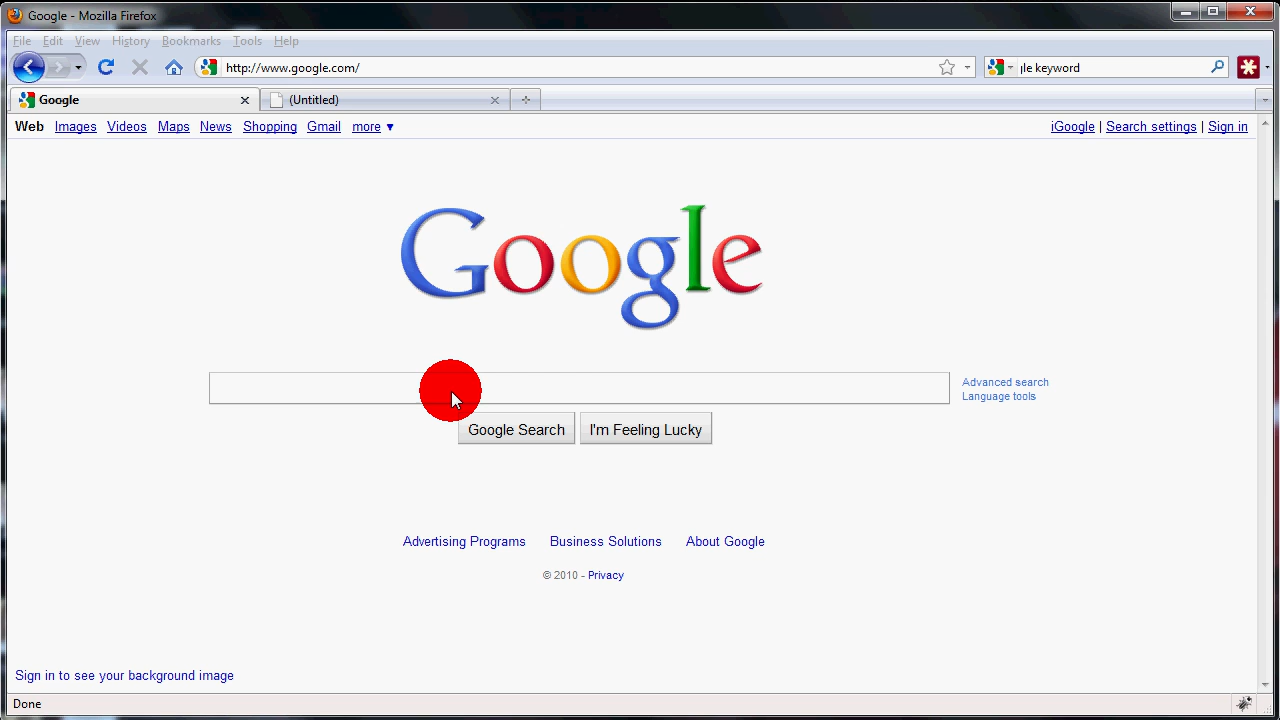 Google - Mozilla Firefox
File Edit View History Bookmarks Tools Help
http://www.google.com/ gle keyword
Google (Untitled)
Web Images Videos Maps News Shopping Gmail more ▼ iGoogle | Search settings | Sign in
Google
Advanced search
Language tools
Google Search I'm Feeling Lucky
Advertising Programs Business Solutions About Google
© 2010 - Privacy
Sign in to see your background image
Done